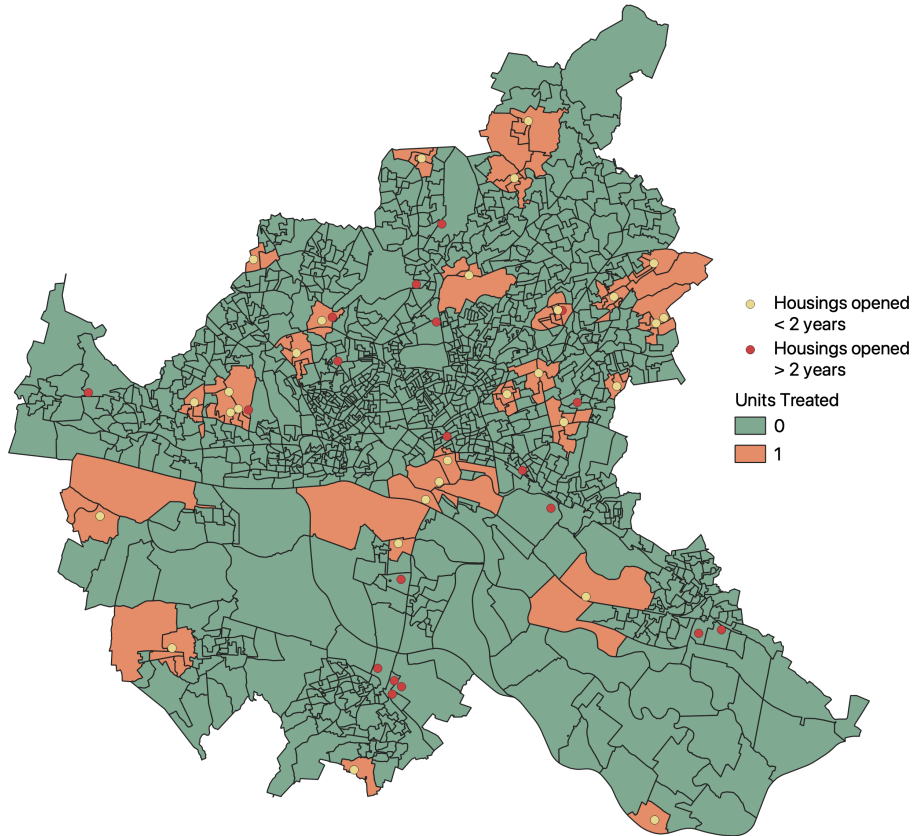 Housings opened
< 2 years
Housings opened
> 2 years
Units Treated
0
1